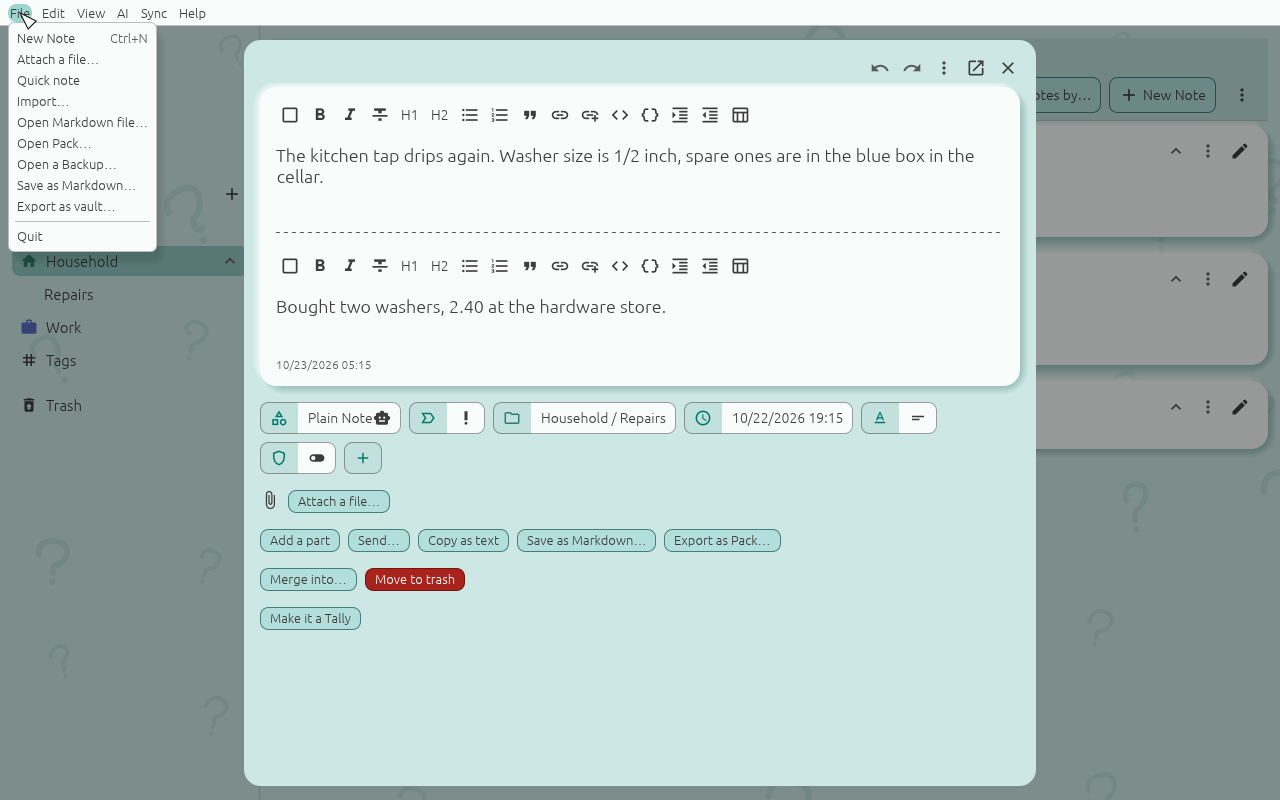 File Edit View AI Sync Help
New Note Ctrl+N
Attach a file...
Quick note
Import...
Open Markdown file...
Open Pack...
Open a Backup...
Save as Markdown...
Export as vault...
Quit
Household
Repairs
Work
Tags
Trash
H1 H2
The kitchen tap drips again. Washer size is 1/2 inch, spare ones are in the blue box in the
cellar.
H1 H2
Bought two washers, 2.40 at the hardware store.
10/23/2026 05:15
Plain Note
Household / Repairs
10/22/2026 19:15
Attach a file...
Add a part
Send...
Copy as text
Save as Markdown...
Export as Pack...
Merge into...
Move to trash
Make it a Tally
by...
New Note